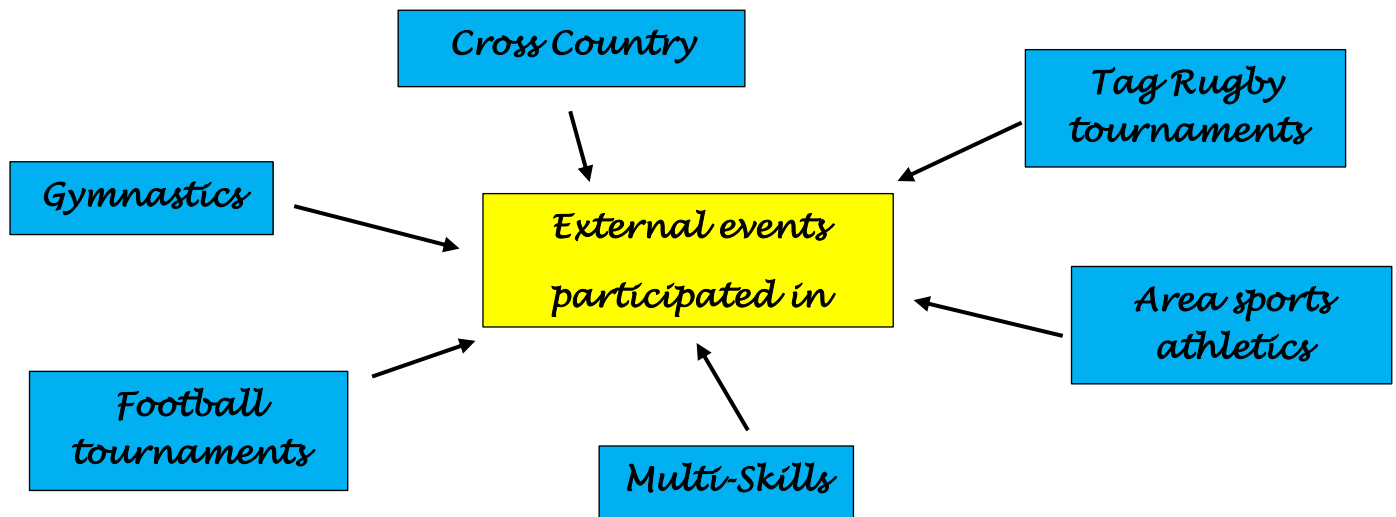 Cross Country
Tag Rugby
tournaments
Gymnastics
External events
participated in
Area sports
athletics
Football
tournaments
Multi-Skills